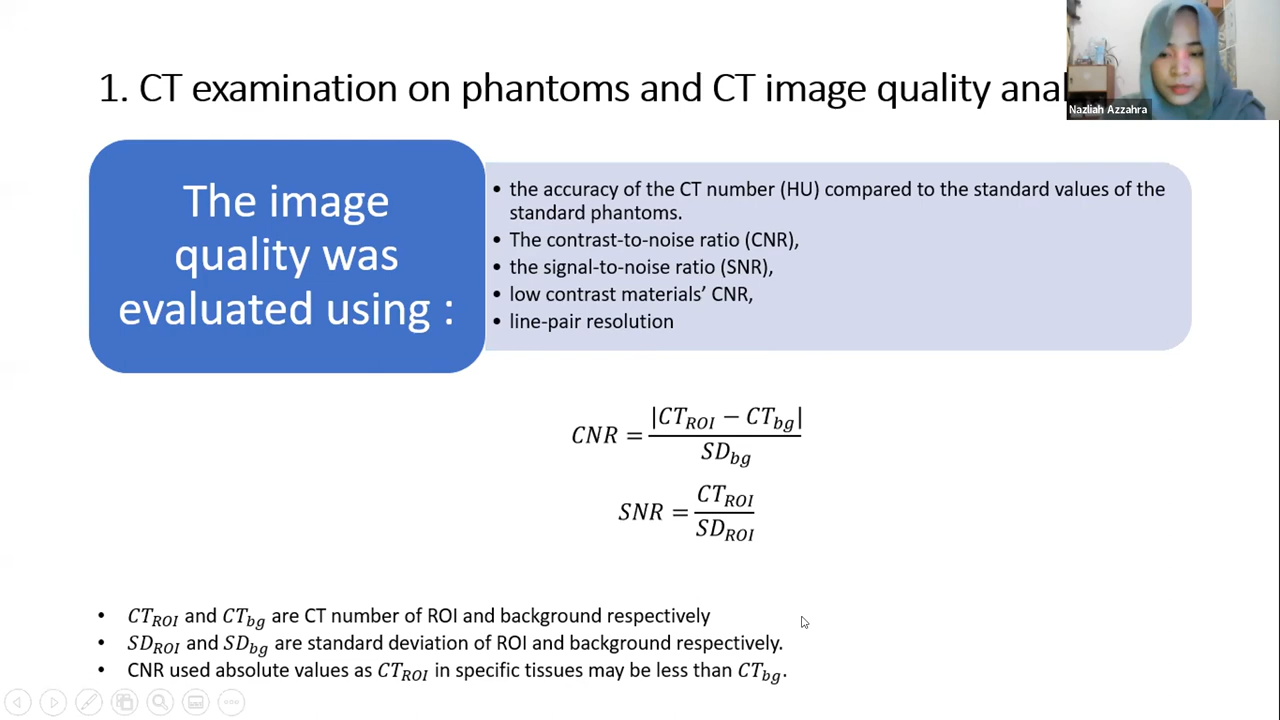 1. CT examination on phantoms and CT image quality anal
Nazliah Azzahra
The image
quality was
evaluated using :
• the accuracy of the CT number (HU) compared to the standard values of the
standard phantoms.
• The contrast-to-noise ratio (CNR),
• the signal-to-noise ratio (SNR),
• low contrast materials’ CNR,
• line-pair resolution
CNR = |CT_ROI − CT_bg| / SD_bg
SNR = CT_ROI / SD_ROI
• CT_ROI and CT_bg are CT number of ROI and background respectively
• SD_ROI and SD_bg are standard deviation of ROI and background respectively.
• CNR used absolute values as CT_ROI in specific tissues may be less than CT_bg.